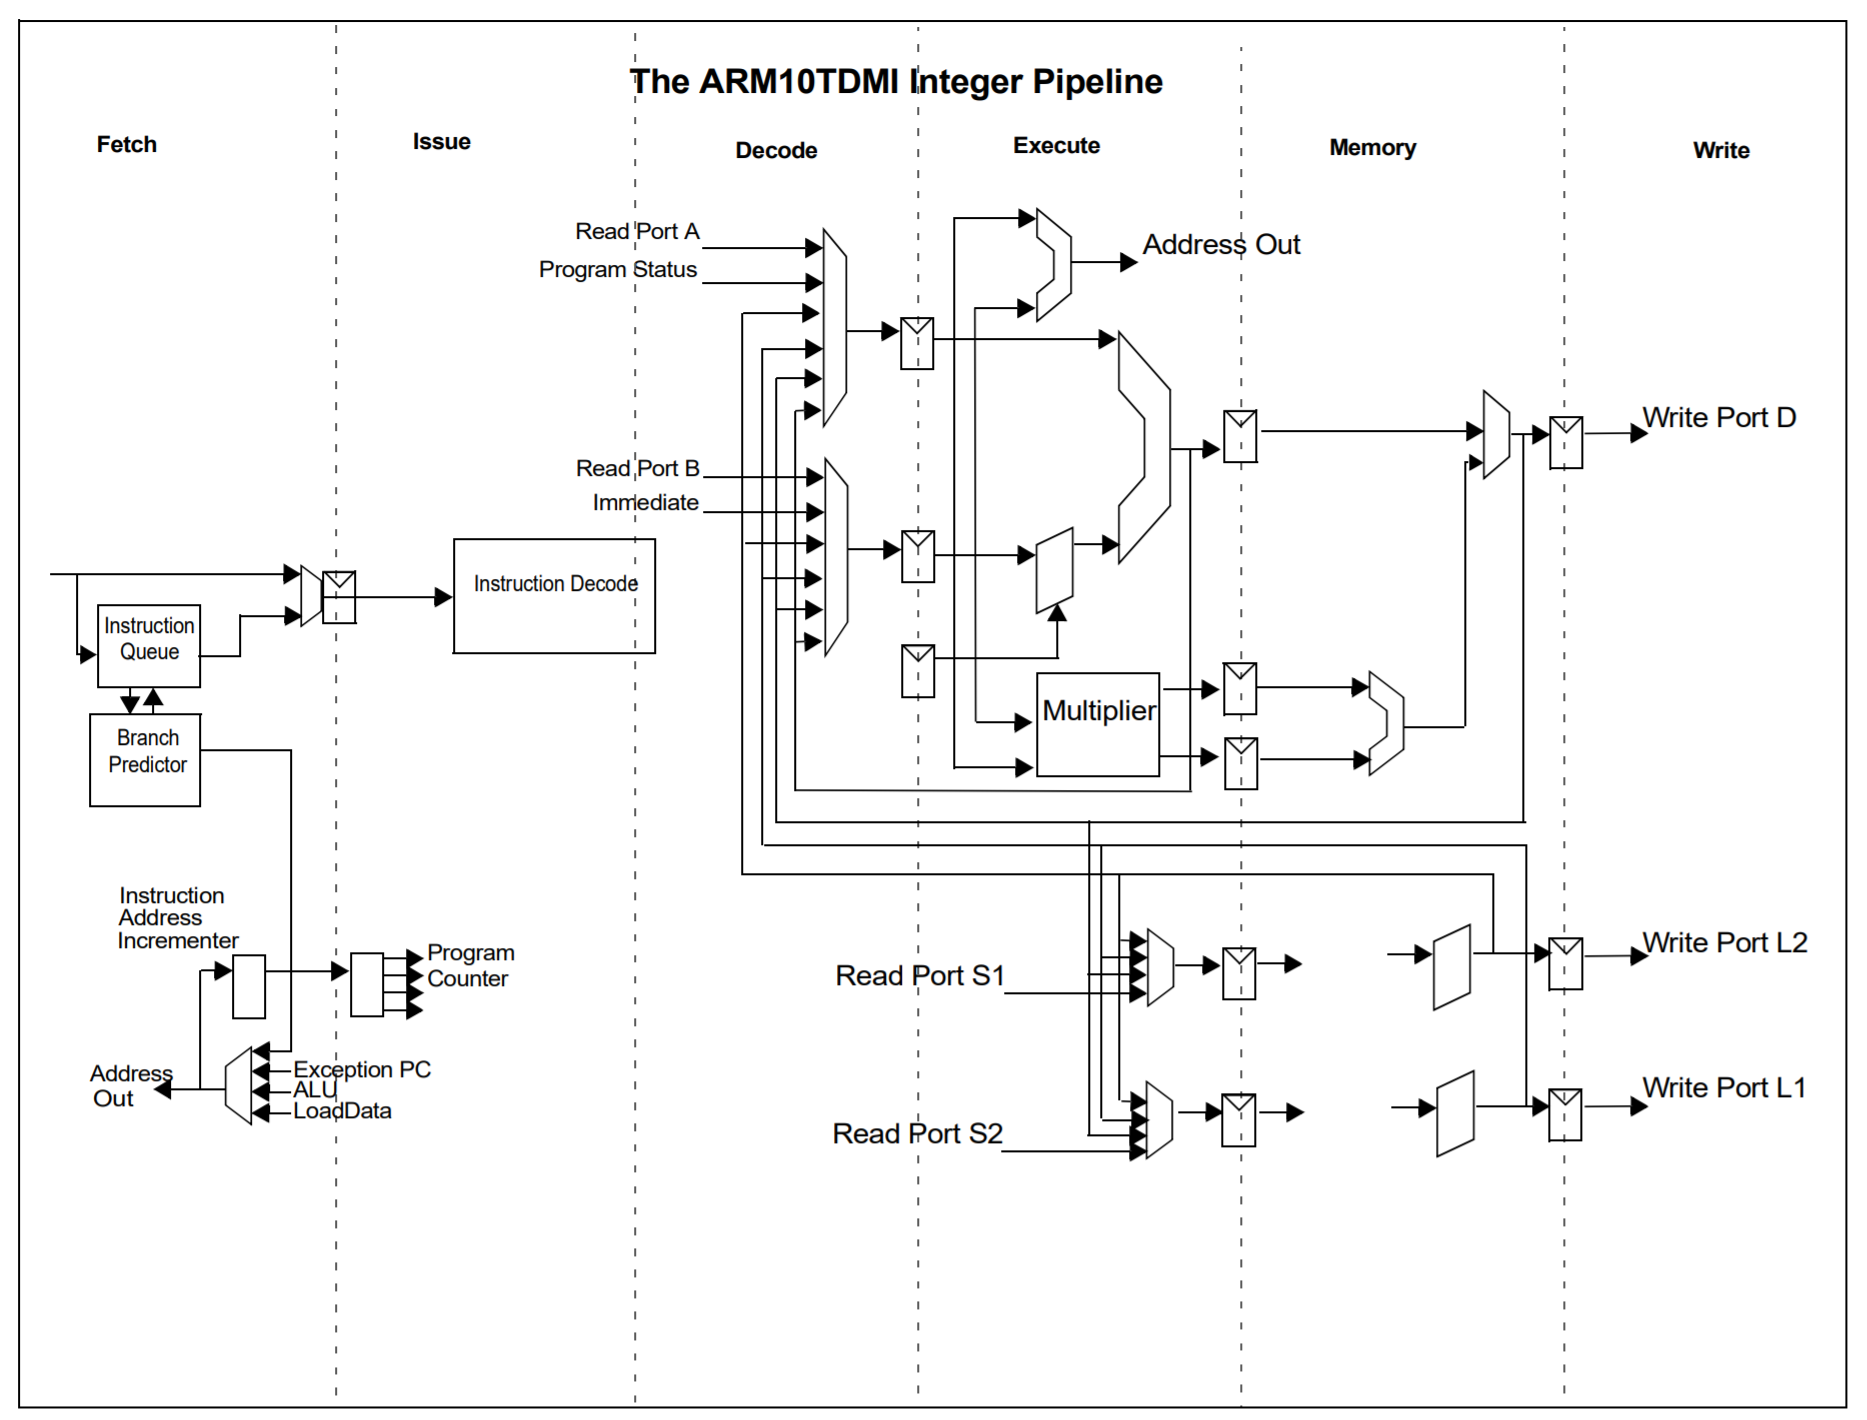 The ARM10TDMI Integer Pipeline
Fetch
Issue
Decode
Execute
Memory
Write
Read Port A
Program Status
Address Out
Read Port B
Immediate
Write Port D
Instruction Decode
Instruction
Queue
Branch
Predictor
Multiplier
Instruction
Address
Incrementer
Program
Counter
Read Port S1
Write Port L2
Address
Out
Exception PC
ALU
LoadData
Read Port S2
Write Port L1